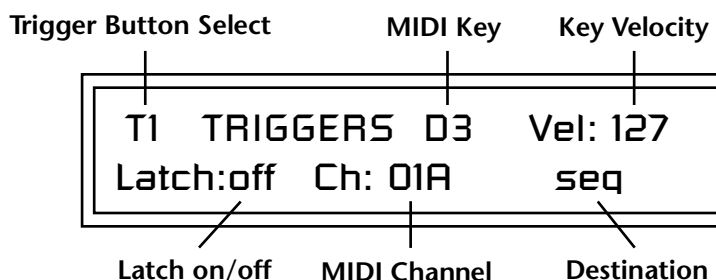 Trigger Button Select MIDI Key Key Velocity
T1 TRIGGERS D3 Vel: 127
Latch:off Ch: 01A seq
Latch on/off MIDI Channel Destination